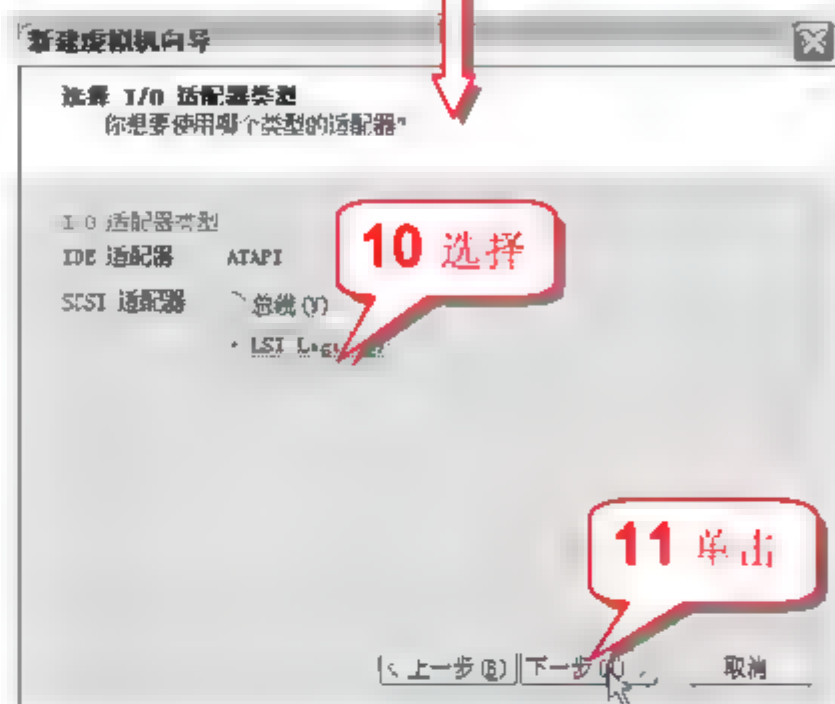 新建虚拟机向导
选择 I/O 适配器类型
你想要使用哪个类型的适配器?
I/O 适配器类型
IDE 适配器 ATAPI
SCSI 适配器 总线(Y)
LSI
10 选择
11 单击
< 上一步(B) 下一步 取消